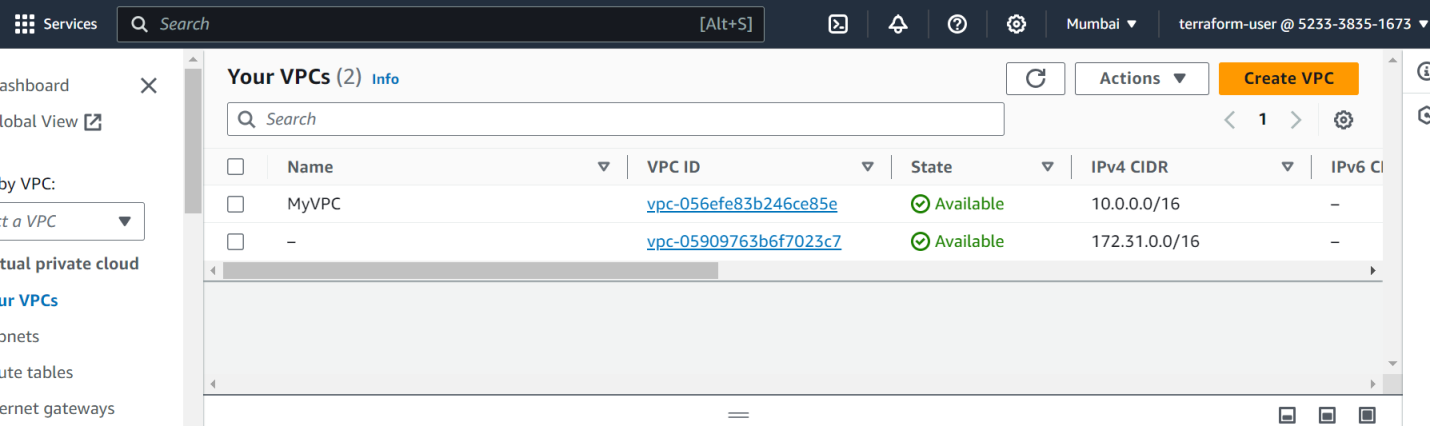 Services Search [Alt+S] Mumbai terraform-user @ 5233-3835-1673
ashboard
lobal View
by VPC:
ct a VPC
tual private cloud
ur VPCs
bnets
ute tables
ernet gateways
Your VPCs (2) Info Actions Create VPC
Search 1
Name VPC ID State IPv4 CIDR IPv6 CI
MyVPC vpc-056efe83b246ce85e Available 10.0.0.0/16 –
– vpc-05909763b6f7023c7 Available 172.31.0.0/16 –